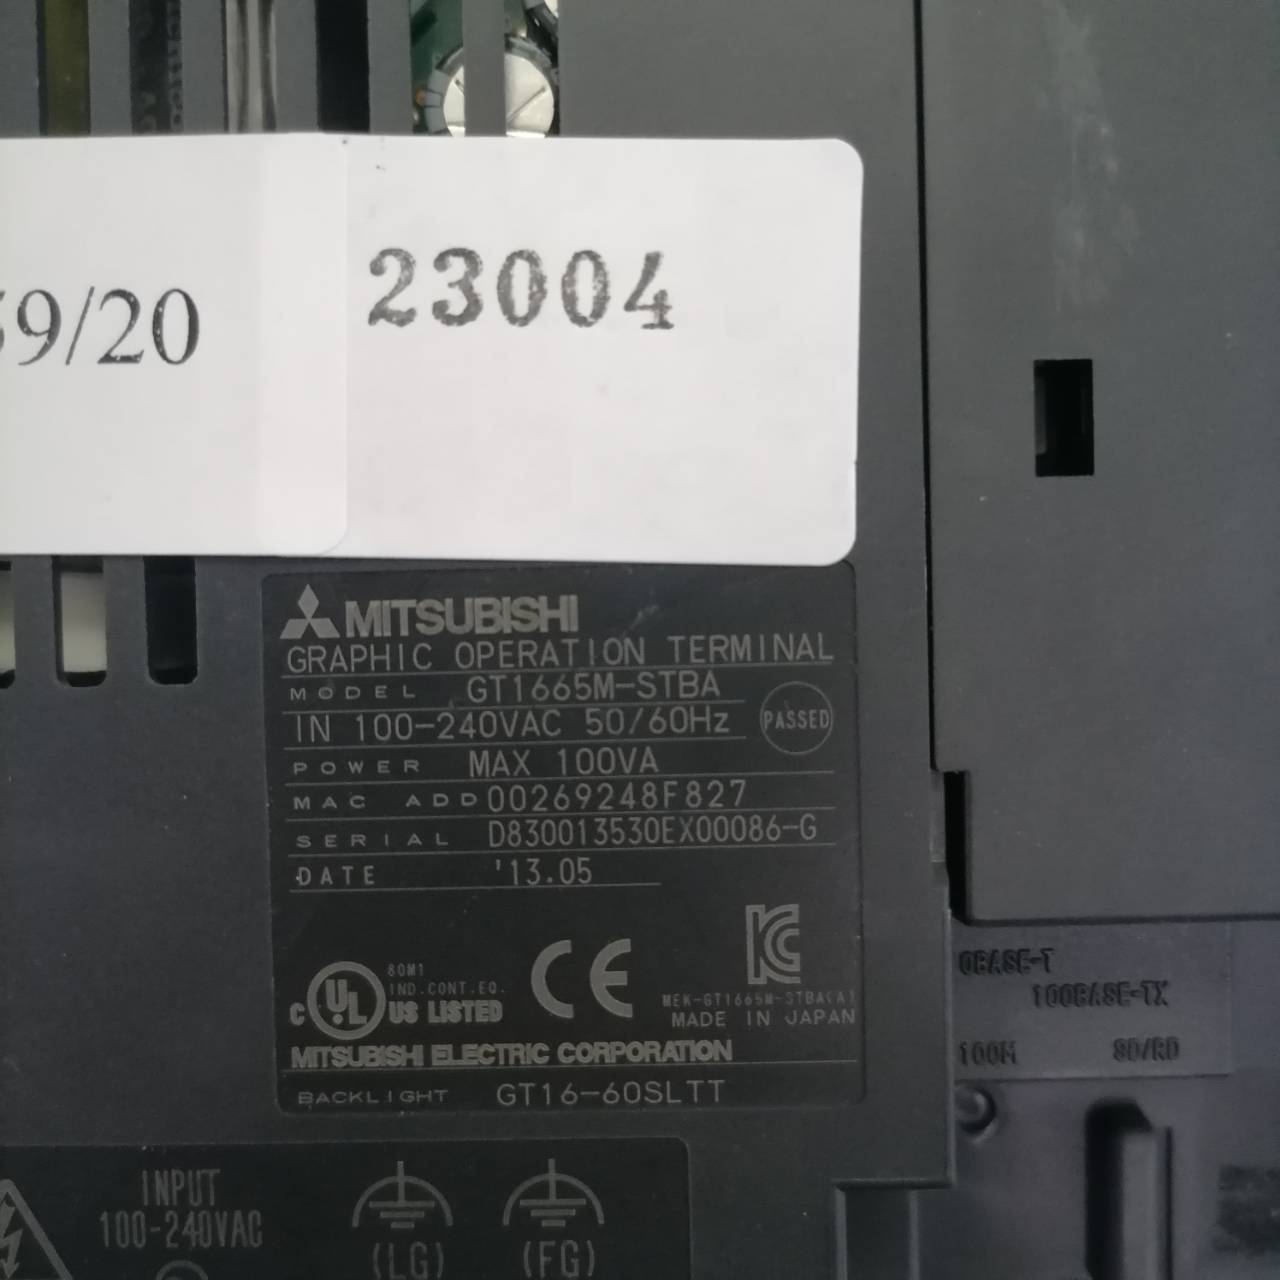 23004
59/20
MITSUBISHI
GRAPHIC OPERATION TERMINAL
MODEL GT1665M-STBA
IN 100-240VAC 50/60Hz PASSED
POWER MAX 100VA
MAC ADD 00269248F827
SERIAL D830013530EX00086-G
DATE '13.05
KC
80M1
IND.CONT.EQ.
C UL US LISTED
CE
MEK-GT1665M-STBA(A)
MADE IN JAPAN
MITSUBISHI ELECTRIC CORPORATION
BACKLIGHT GT16-60SLTT
0BASE-T
100BASE-TX
100M SD/RD
INPUT
100-240VAC
(LG) (FG)